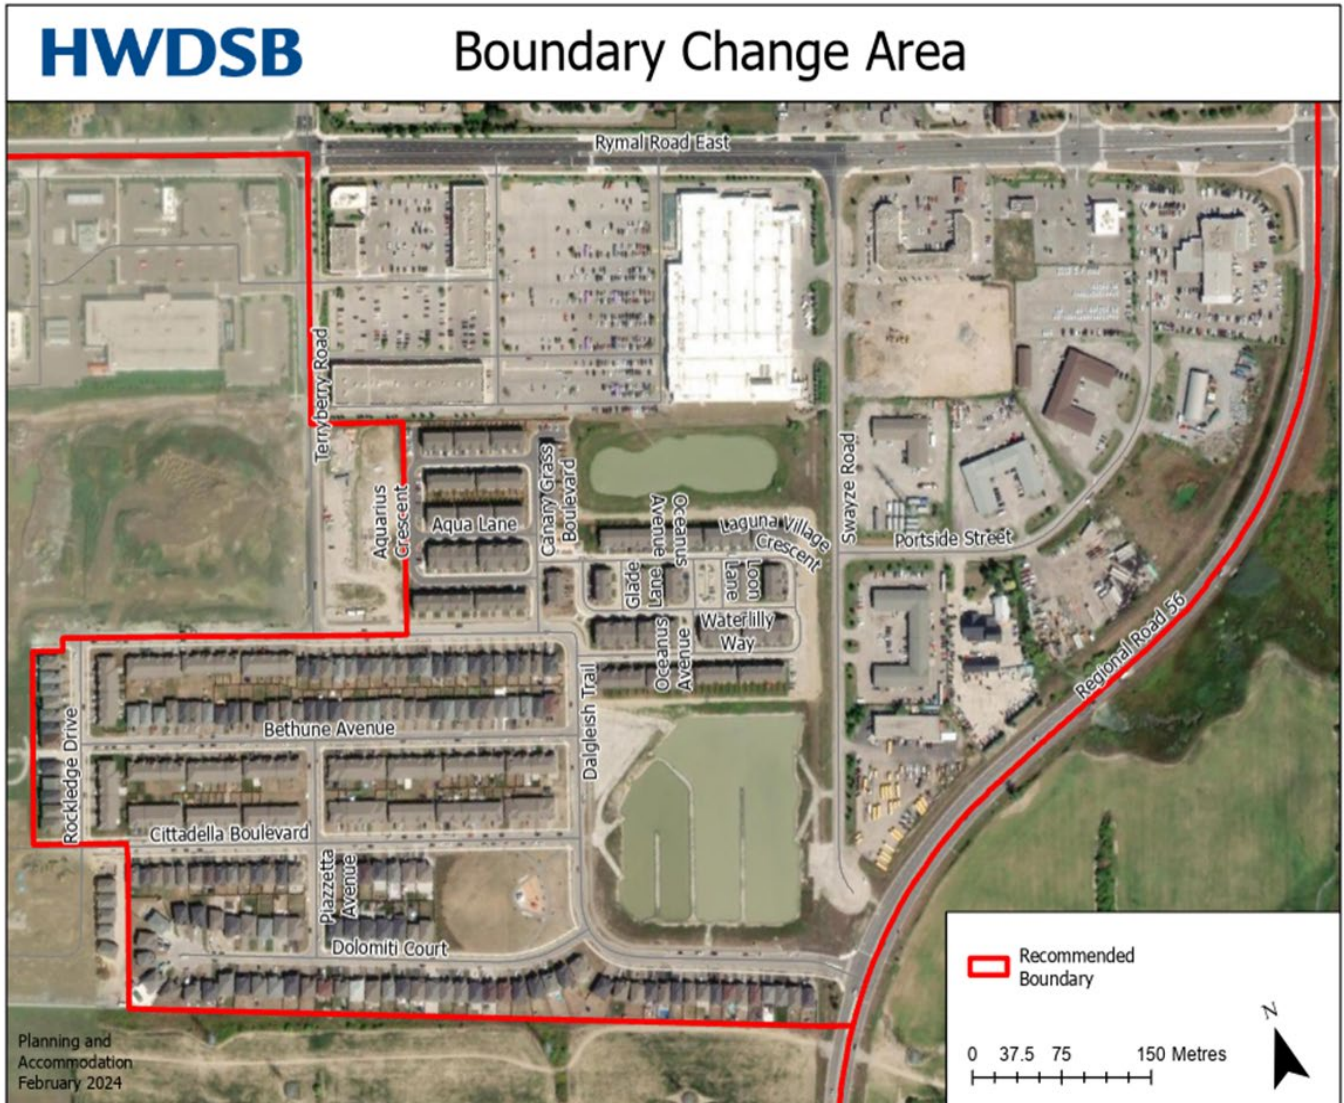 HWDSB
Boundary Change Area
Rymal Road East
Terryberry Road
Aquarius
Crescent
Aqua Lane
Canary Grass
Boulevard
Oceanus
Avenue
Laguna Village
Crescent
Swayze Road
Portside Street
Glade
Lane
Loon
Lane
Waterlilly
Way
Oceanus
Avenue
Regional Road 56
Dalgleish Trail
Bethune Avenue
Rockledge Drive
Cittadella Boulevard
Piazzetta
Avenue
Dolomiti Court
Recommended
Boundary
N
0 37.5 75 150 Metres
Planning and
Accommodation
February 2024